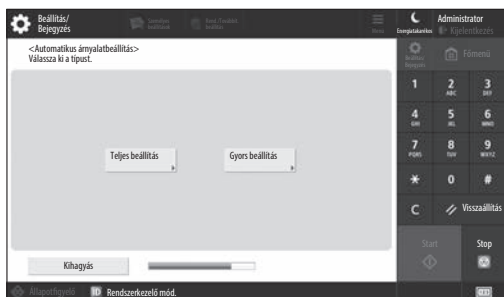 Beállítás/
Bejegyzés
<Automatikus árnyalatbeállítás>
Válassza ki a típust.
Teljes beállítás
Gyors beállítás
Kihagyás
Állapotfigyelő
ID Rendszerkezelő mód.
Energiatakarékos
Administrator
Kijelentkezés
Főmenü
1
2 ABC
3 DEF
4 GHI
5 JKL
6 MNO
7 PQRS
8 TUV
9 WXYZ
* 0 #
C Visszaállítás
Start
Stop